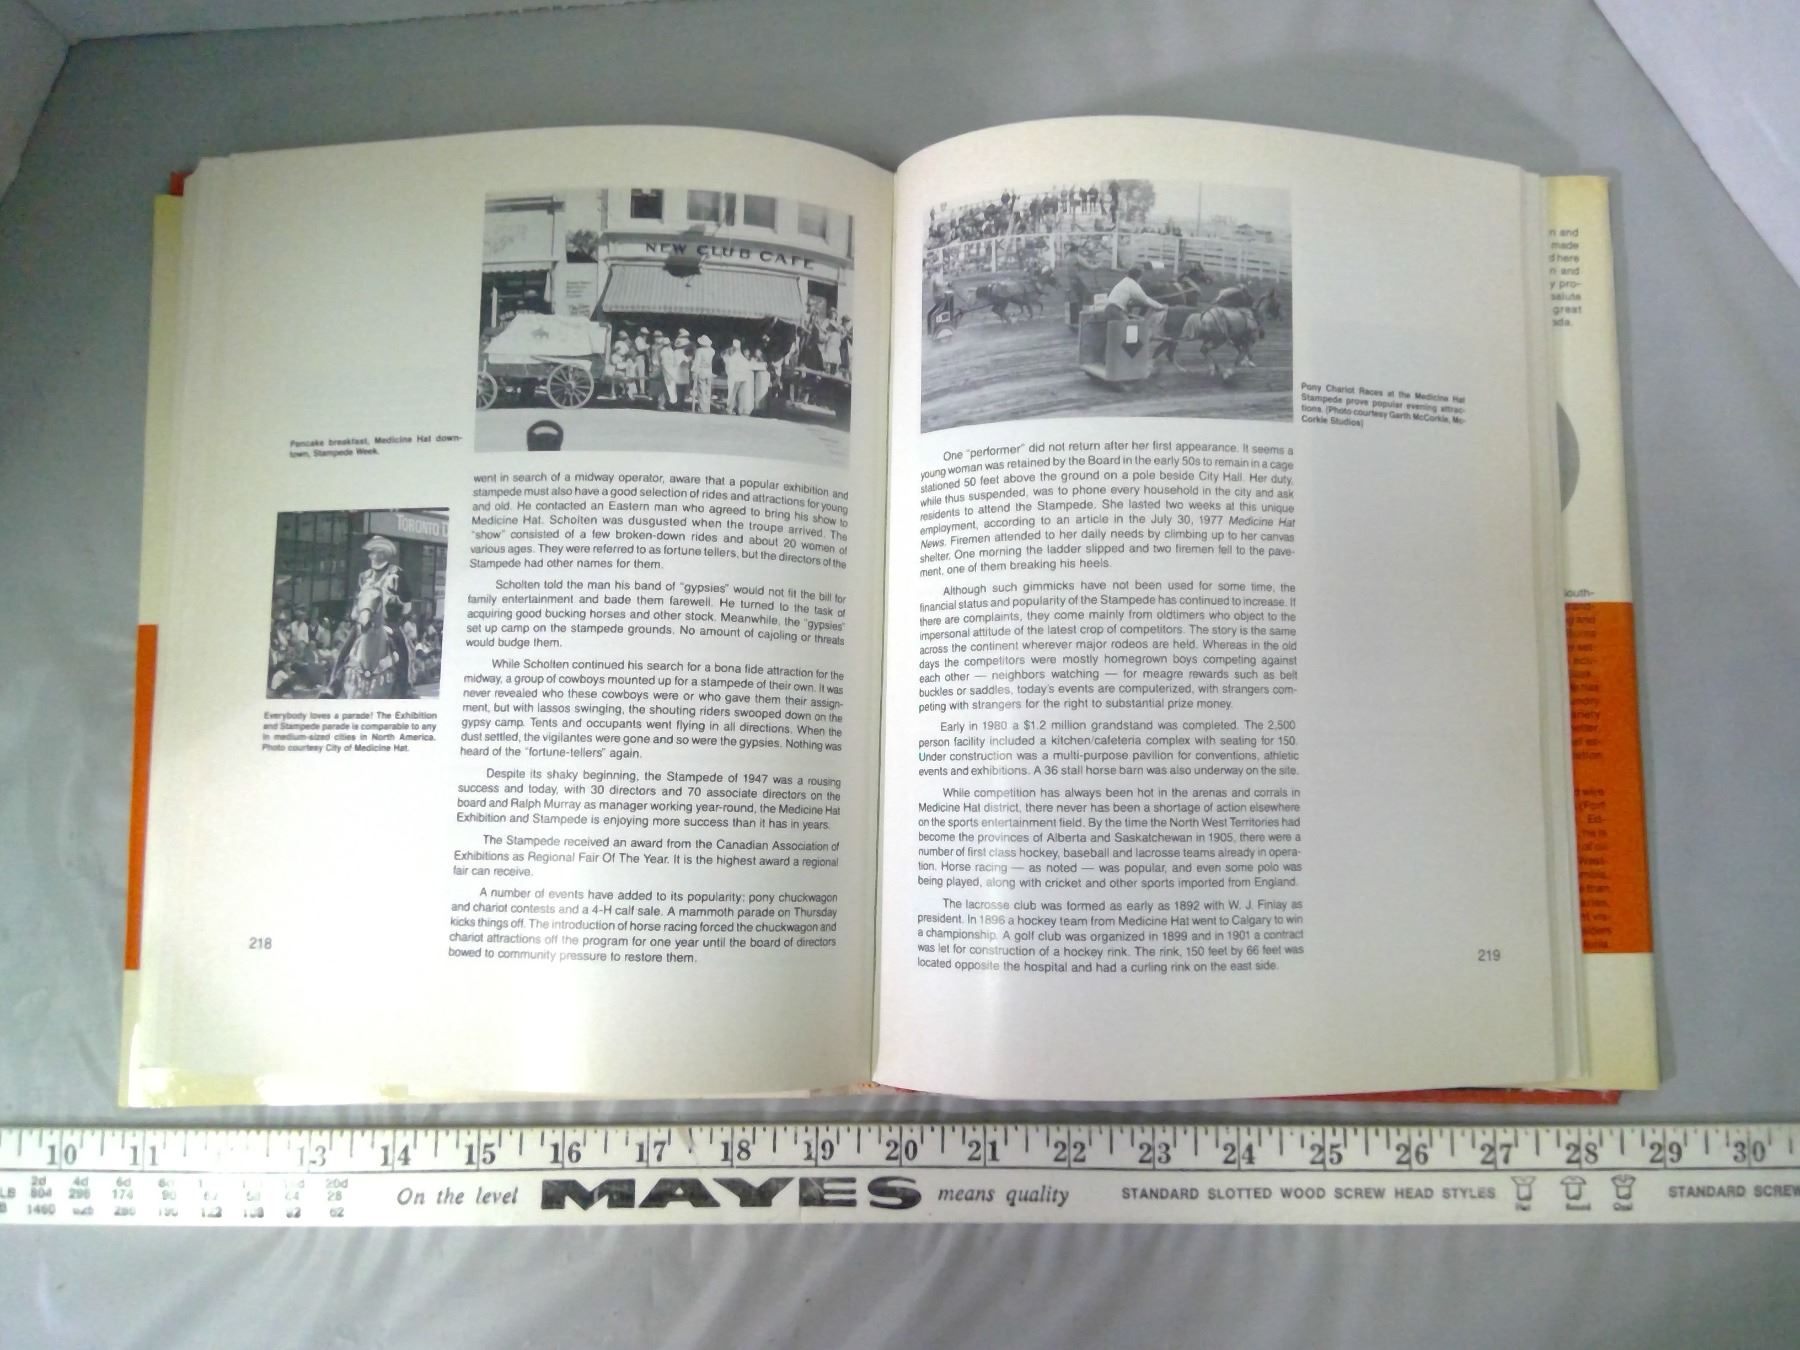 NEW CLUB CAFE
Pancake breakfast, Medicine Hat down-
town, Stampede Week.
TORONTO D
Everybody loves a parade! The Exhibition
and Stampede parade is comparable to any
in medium-sized cities in North America.
Photo courtesy City of Medicine Hat.
went in search of a midway operator, aware that a popular exhibition and
stampede must also have a good selection of rides and attractions for young
and old. He contacted an Eastern man who agreed to bring his show to
Medicine Hat. Scholten was dusgusted when the troupe arrived. The
"show" consisted of a few broken-down rides and about 20 women of
various ages. They were referred to as fortune tellers, but the directors of the
Stampede had other names for them.
Scholten told the man his band of "gypsies" would not fit the bill for
family entertainment and bade them farewell. He turned to the task of
acquiring good bucking horses and other stock. Meanwhile, the "gypsies"
set up camp on the stampede grounds. No amount of cajoling or threats
would budge them.
While Scholten continued his search for a bona fide attraction for the
midway, a group of cowboys mounted up for a stampede of their own. It was
never revealed who these cowboys were or who gave them their assign-
ment, but with lassos swinging, the shouting riders swooped down on the
gypsy camp. Tents and occupants went flying in all directions. When the
dust settled, the vigilantes were gone and so were the gypsies. Nothing was
heard of the "fortune-tellers" again.
Despite its shaky beginning, the Stampede of 1947 was a rousing
success and today, with 30 directors and 70 associate directors on the
board and Ralph Murray as manager working year-round, the Medicine Hat
Exhibition and Stampede is enjoying more success than it has in years.
The Stampede received an award from the Canadian Association of
Exhibitions as Regional Fair Of The Year. It is the highest award a regional
fair can receive.
A number of events have added to its popularity; pony chuckwagon
and chariot contests and a 4-H calf sale. A mammoth parade on Thursday
kicks things off. The introduction of horse racing forced the chuckwagon and
chariot attractions off the program for one year until the board of directors
bowed to community pressure to restore them.
218
Pony Chariot Races at the Medicine Hat
Stampede prove popular evening attrac-
tions. (Photo courtesy Garth McCorkle, Mc-
Corkle Studios)
One "performer" did not return after her first appearance. It seems a
young woman was retained by the Board in the early 50s to remain in a cage
stationed 50 feet above the ground on a pole beside City Hall. Her duty,
while thus suspended, was to phone every household in the city and ask
residents to attend the Stampede. She lasted two weeks at this unique
employment, according to an article in the July 30, 1977 Medicine Hat
News. Firemen attended to her daily needs by climbing up to her canvas
shelter. One morning the ladder slipped and two firemen fell to the pave-
ment, one of them breaking his heels.
Although such gimmicks have not been used for some time, the
financial status and popularity of the Stampede has continued to increase. If
there are complaints, they come mainly from oldtimers who object to the
impersonal attitude of the latest crop of competitors. The story is the same
across the continent wherever major rodeos are held. Whereas in the old
days the competitors were mostly homegrown boys competing against
each other — neighbors watching — for meagre rewards such as belt
buckles or saddles, today's events are computerized, with strangers com-
peting with strangers for the right to substantial prize money.
Early in 1980 a $1.2 million grandstand was completed. The 2,500
person facility included a kitchen/cafeteria complex with seating for 150.
Under construction was a multi-purpose pavilion for conventions, athletic
events and exhibitions. A 36 stall horse barn was also underway on the site.
While competition has always been hot in the arenas and corrals in
Medicine Hat district, there never has been a shortage of action elsewhere
on the sports entertainment field. By the time the North West Territories had
become the provinces of Alberta and Saskatchewan in 1905, there were a
number of first class hockey, baseball and lacrosse teams already in opera-
tion. Horse racing — as noted — was popular, and even some polo was
being played, along with cricket and other sports imported from England.
The lacrosse club was formed as early as 1892 with W. J. Finlay as
president. In 1896 a hockey team from Medicine Hat went to Calgary to win
a championship. A golf club was organized in 1899 and in 1901 a contract
was let for construction of a hockey rink. The rink, 150 feet by 66 feet was
located opposite the hospital and had a curling rink on the east side.
219
n and
made
d here
n and
y pro-
salute
great
ada.
10 11 13 14 15 16 17 18 19 20 21 22 23 24 25 26 27 28 29 30
2d 4d 6d 20d
LB 804 296 174 90 28
1460 62
On the level MAYES means quality STANDARD SLOTTED WOOD SCREW HEAD STYLES STANDARD SCREW
Flat Round Oval